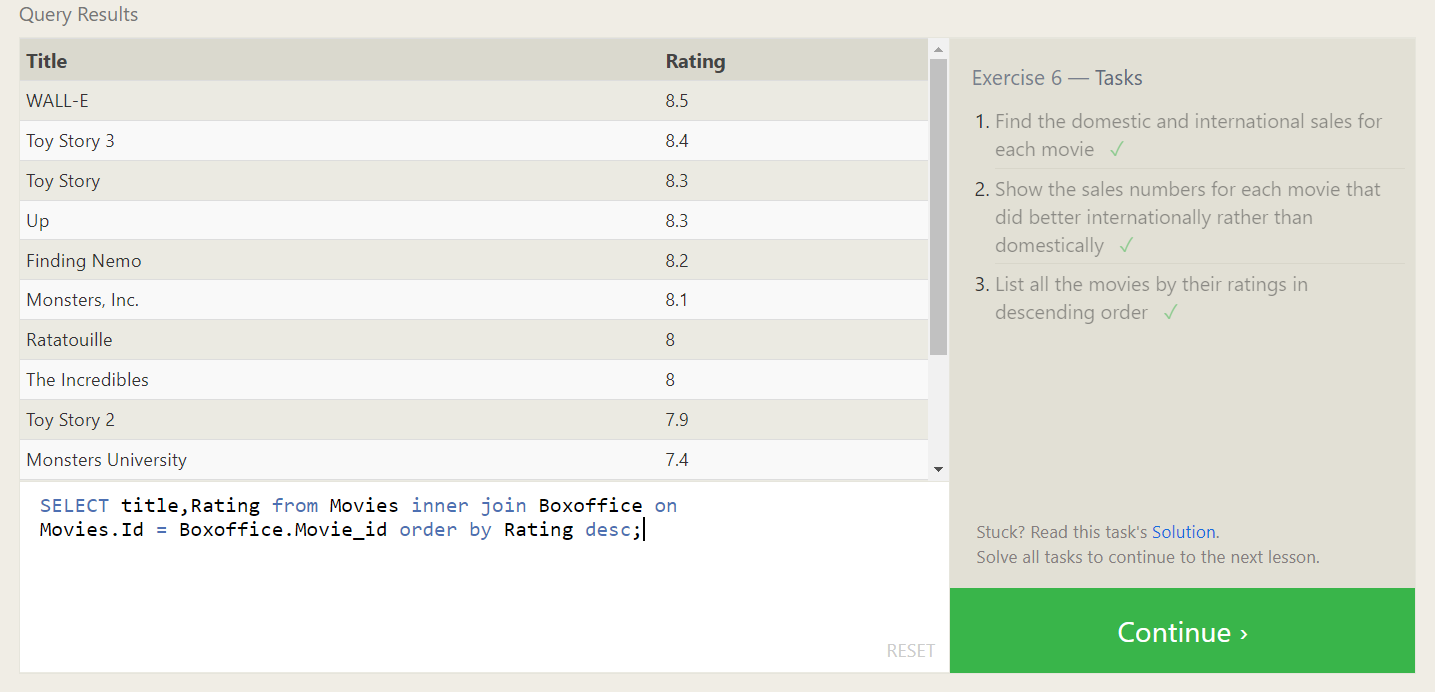 Query Results
Title Rating
WALL-E 8.5
Toy Story 3 8.4
Toy Story 8.3
Up 8.3
Finding Nemo 8.2
Monsters, Inc. 8.1
Ratatouille 8
The Incredibles 8
Toy Story 2 7.9
Monsters University 7.4
SELECT title,Rating from Movies inner join Boxoffice on
Movies.Id = Boxoffice.Movie_id order by Rating desc;
RESET
Exercise 6 — Tasks
1. Find the domestic and international sales for
each movie ✓
2. Show the sales numbers for each movie that
did better internationally rather than
domestically ✓
3. List all the movies by their ratings in
descending order ✓
Stuck? Read this task's Solution.
Solve all tasks to continue to the next lesson.
Continue ›